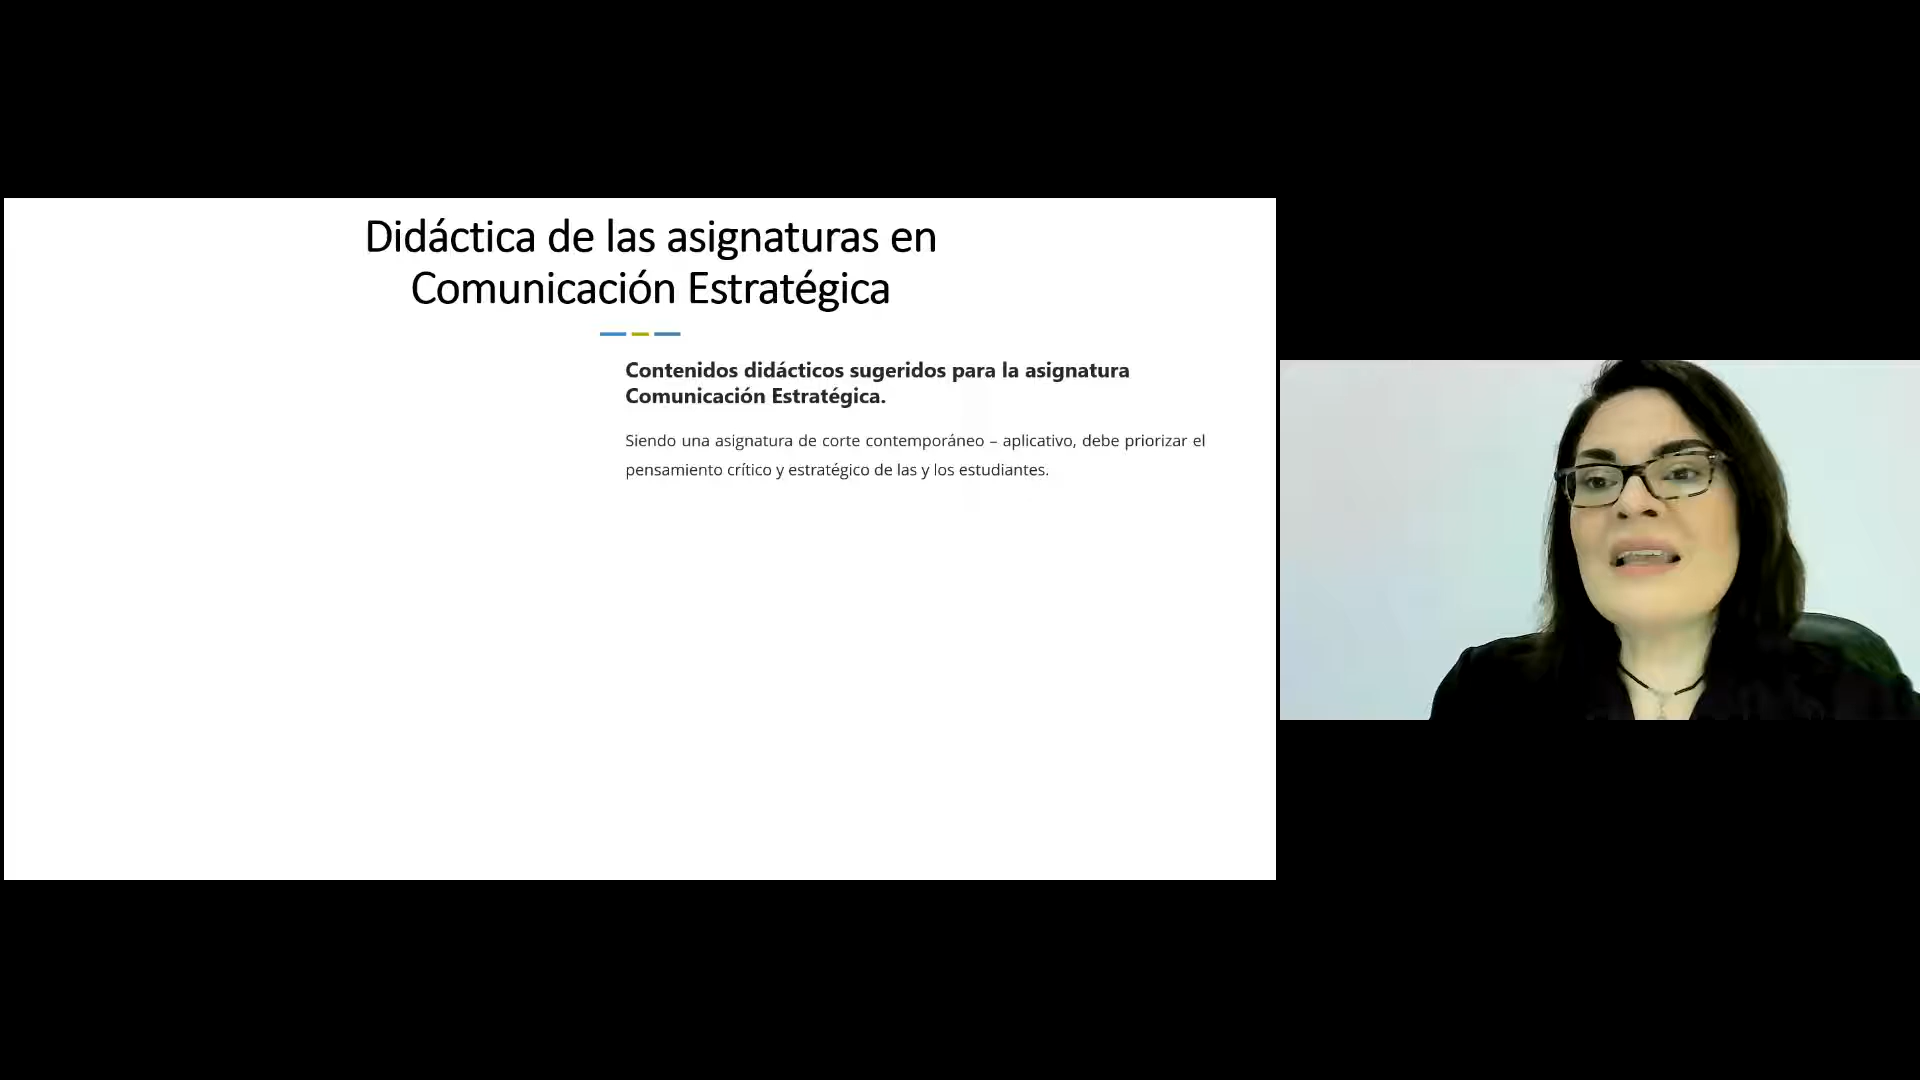 Didáctica de las asignaturas en
Comunicación Estratégica
Contenidos didácticos sugeridos para la asignatura
Comunicación Estratégica.
Siendo una asignatura de corte contemporáneo – aplicativo, debe priorizar el
pensamiento crítico y estratégico de las y los estudiantes.